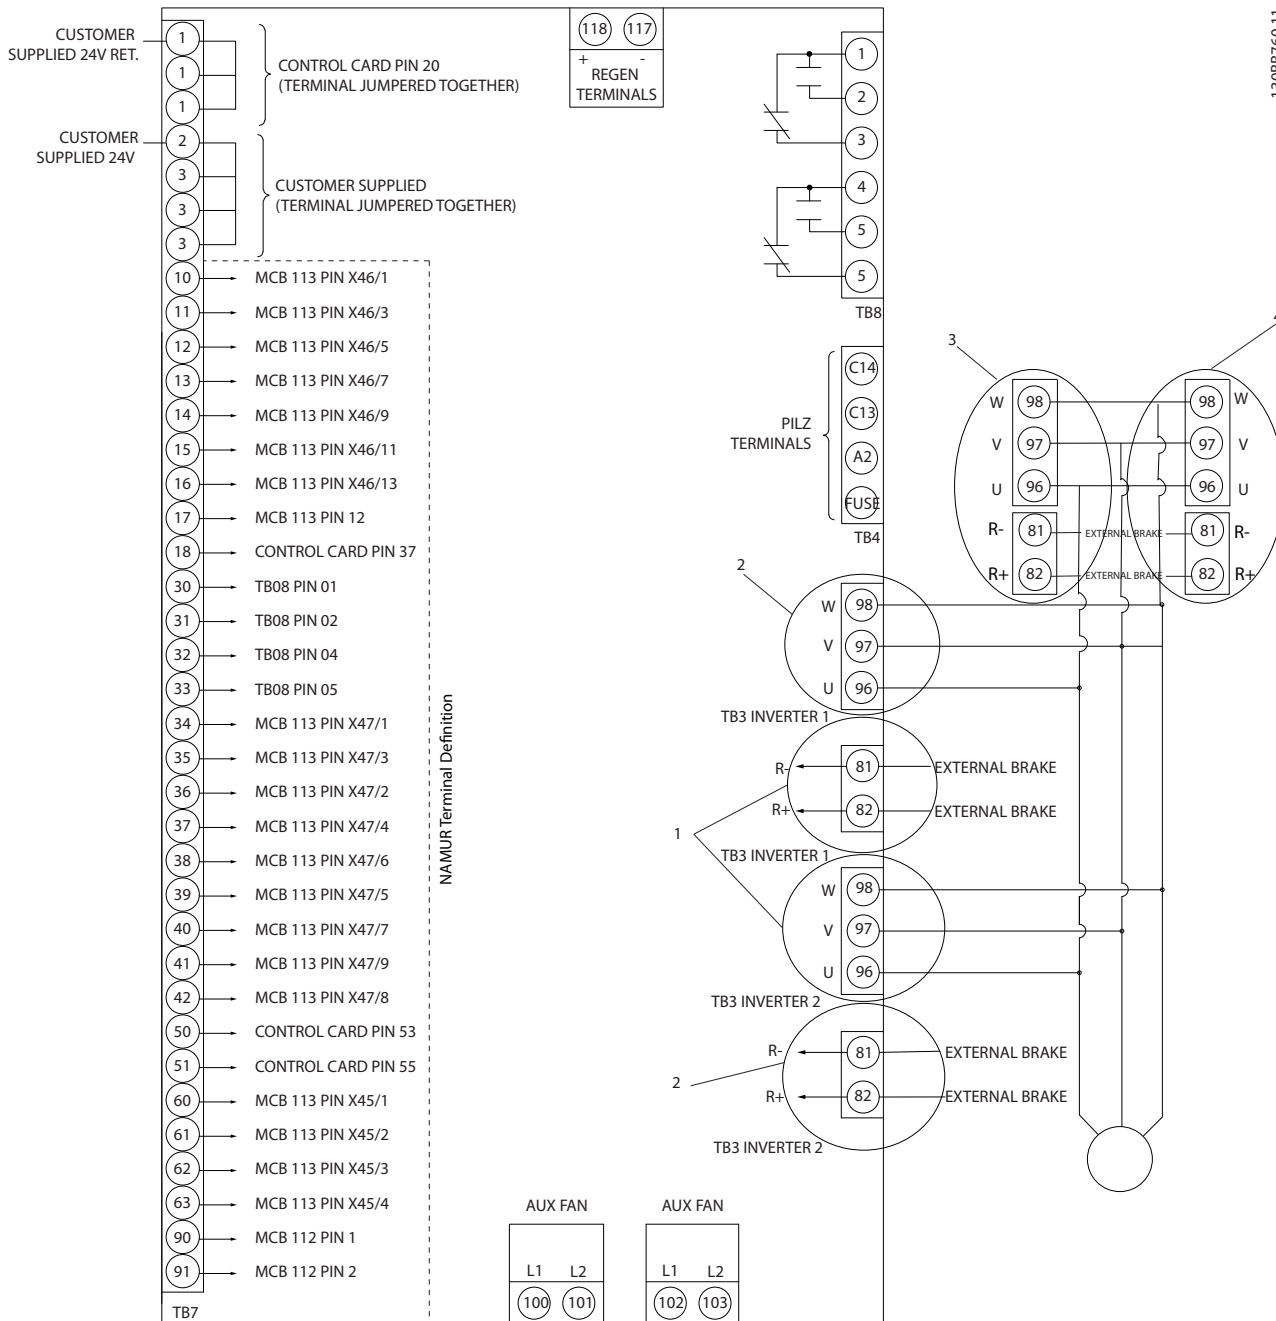 CUSTOMER
SUPPLIED 24V RET.
1
1
1
CONTROL CARD PIN 20
(TERMINAL JUMPERED TOGETHER)
CUSTOMER
SUPPLIED 24V
2
3
3
3
CUSTOMER SUPPLIED
(TERMINAL JUMPERED TOGETHER)
10 MCB 113 PIN X46/1
11 MCB 113 PIN X46/3
12 MCB 113 PIN X46/5
13 MCB 113 PIN X46/7
14 MCB 113 PIN X46/9
15 MCB 113 PIN X46/11
16 MCB 113 PIN X46/13
17 MCB 113 PIN 12
18 CONTROL CARD PIN 37
30 TB08 PIN 01
31 TB08 PIN 02
32 TB08 PIN 04
33 TB08 PIN 05
34 MCB 113 PIN X47/1
35 MCB 113 PIN X47/3
36 MCB 113 PIN X47/2
37 MCB 113 PIN X47/4
38 MCB 113 PIN X47/6
39 MCB 113 PIN X47/5
40 MCB 113 PIN X47/7
41 MCB 113 PIN X47/9
42 MCB 113 PIN X47/8
50 CONTROL CARD PIN 53
51 CONTROL CARD PIN 55
60 MCB 113 PIN X45/1
61 MCB 113 PIN X45/2
62 MCB 113 PIN X45/3
63 MCB 113 PIN X45/4
90 MCB 112 PIN 1
91 MCB 112 PIN 2
TB7
NAMUR Terminal Definition
118 117
+ -
REGEN
TERMINALS
1
2
3
4
5
5
TB8
PILZ
TERMINALS
C14
C13
A2
FUSE
TB4
2
W 98
V 97
U 96
TB3 INVERTER 1
R- 81 EXTERNAL BRAKE
R+ 82 EXTERNAL BRAKE
1
TB3 INVERTER 1
W 98
V 97
U 96
TB3 INVERTER 2
R- 81 EXTERNAL BRAKE
2
R+ 82 EXTERNAL BRAKE
TB3 INVERTER 2
3
W 98 98 W
V 97 97 V
U 96 96 U
R- 81 EXTERNAL BRAKE 81 R-
R+ 82 EXTERNAL BRAKE 82 R+
AUX FAN
L1 L2
100 101
AUX FAN
L1 L2
102 103